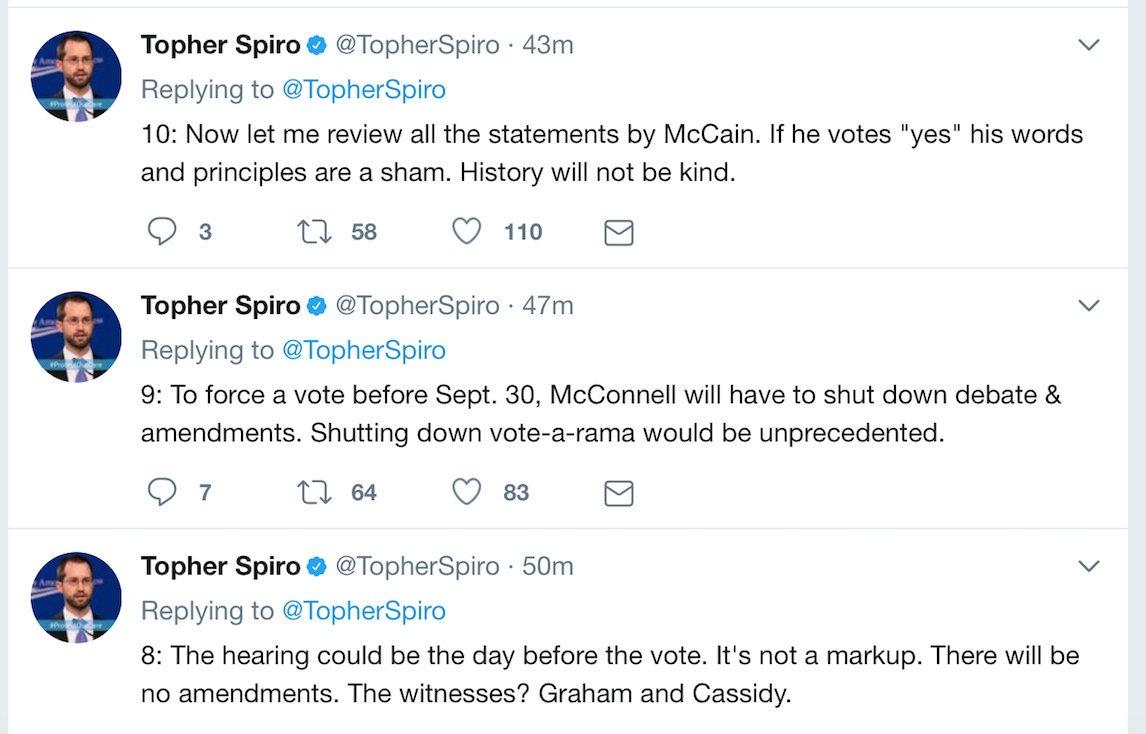 Topher Spiro @TopherSpiro · 43m
Replying to @TopherSpiro
10: Now let me review all the statements by McCain. If he votes "yes" his words
and principles are a sham. History will not be kind.
3 58 110
Topher Spiro @TopherSpiro · 47m
Replying to @TopherSpiro
9: To force a vote before Sept. 30, McConnell will have to shut down debate &
amendments. Shutting down vote-a-rama would be unprecedented.
7 64 83
Topher Spiro @TopherSpiro · 50m
Replying to @TopherSpiro
8: The hearing could be the day before the vote. It's not a markup. There will be
no amendments. The witnesses? Graham and Cassidy.